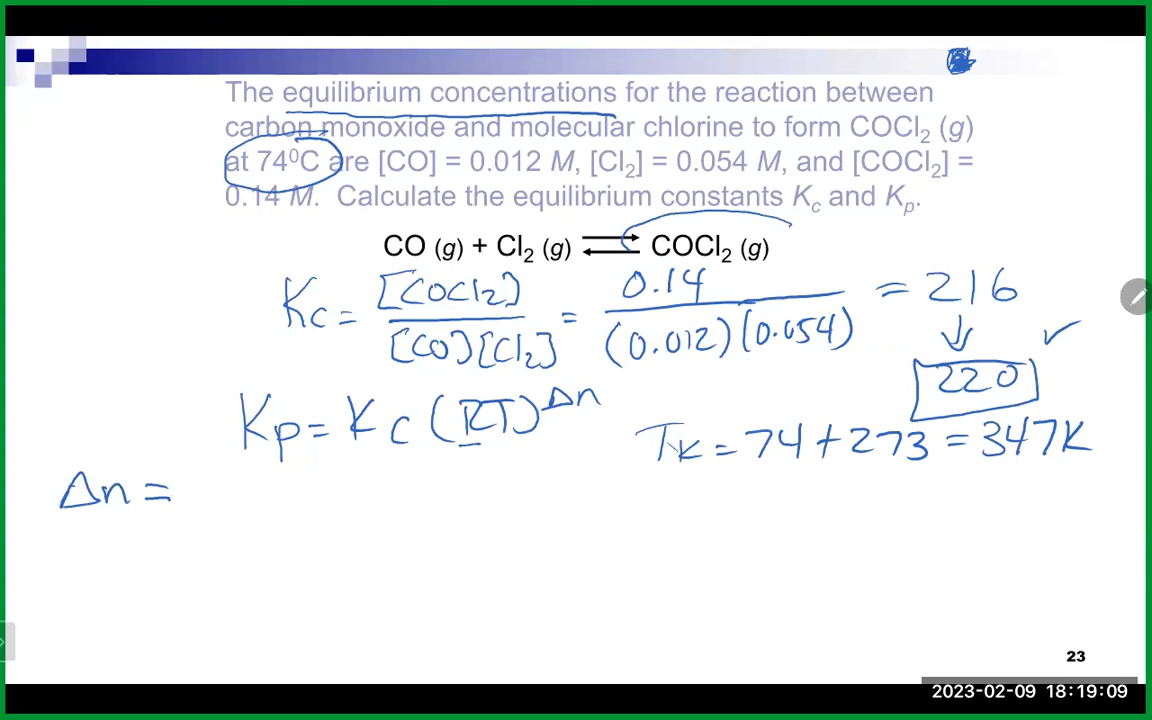 The equilibrium concentrations for the reaction between
carbon monoxide and molecular chlorine to form COCl₂ (g)
at 74⁰C are [CO] = 0.012 M, [Cl₂] = 0.054 M, and [COCl₂] =
0.14 M. Calculate the equilibrium constants Kc and Kp.
CO (g) + Cl₂ (g) ⇌ COCl₂ (g)
Kc = [COCl₂] / [CO][Cl₂] = 0.14 / (0.012)(0.054) = 216
220
Kp = Kc (RT)^Δn
TK = 74 + 273 = 347K
Δn =
23
2023-02-09 18:19:09